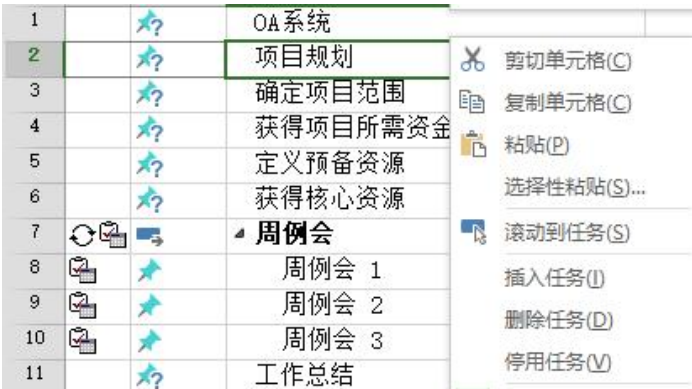 1 OA系统
2 项目规划
3 确定项目范围
4 获得项目所需资金
5 定义预备资源
6 获得核心资源
7 周例会
8 周例会 1
9 周例会 2
10 周例会 3
11 工作总结
剪切单元格(C)
复制单元格(C)
粘贴(P)
选择性粘贴(S)...
滚动到任务(S)
插入任务(I)
删除任务(D)
停用任务(V)